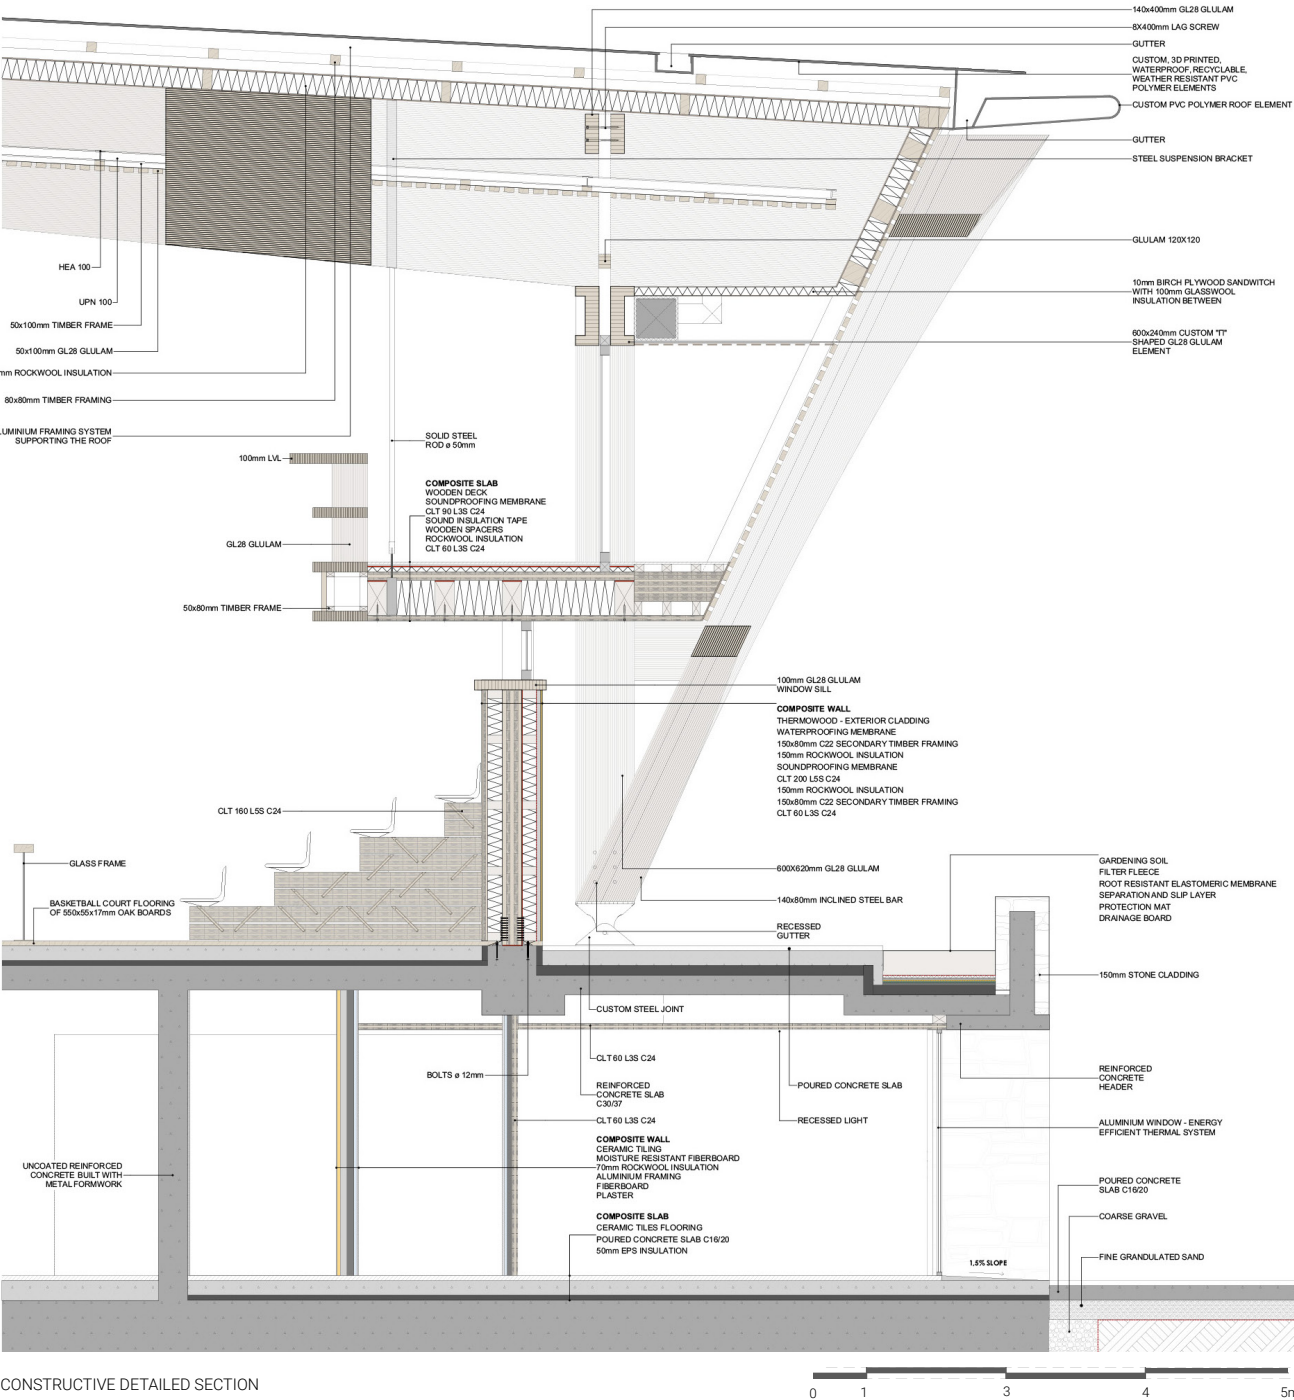 140x400mm GL28 GLULAM
8X400mm LAG SCREW
GUTTER
CUSTOM, 3D PRINTED,
WATERPROOF, RECYCLABLE,
WEATHER RESISTANT PVC
POLYMER ELEMENTS
CUSTOM PVC POLYMER ROOF ELEMENT
GUTTER
STEEL SUSPENSION BRACKET
GLULAM 120X120
10mm BIRCH PLYWOOD SANDWITCH
WITH 100mm GLASSWOOL
INSULATION BETWEEN
600x240mm CUSTOM "TT"
SHAPED GL28 GLULAM
ELEMENT
HEA 100
UPN 100
50x100mm TIMBER FRAME
50x100mm GL28 GLULAM
ROCKWOOL INSULATION
80x80mm TIMBER FRAMING
FRAMING SYSTEM
SUPPORTING THE ROOF
100mm LVL
GL28 GLULAM
50x80mm TIMBER FRAME
SOLID STEEL
ROD ø 50mm
COMPOSITE SLAB
WOODEN DECK
SOUNDPROOFING MEMBRANE
CLT 90 L3S C24
SOUND INSULATION TAPE
WOODEN SPACERS
ROCKWOOL INSULATION
CLT 60 L3S C24
100mm GL28 GLULAM
WINDOW SILL
COMPOSITE WALL
THERMOWOOD - EXTERIOR CLADDING
WATERPROOFING MEMBRANE
150x80mm C22 SECONDARY TIMBER FRAMING
150mm ROCKWOOL INSULATION
SOUNDPROOFING MEMBRANE
CLT 200 L5S C24
150mm ROCKWOOL INSULATION
150x80mm C22 SECONDARY TIMBER FRAMING
CLT 60 L3S C24
600X620mm GL28 GLULAM
140x80mm INCLINED STEEL BAR
RECESSED
GUTTER
CLT 160 L5S C24
GLASS FRAME
BASKETBALL COURT FLOORING
OF 550x55x17mm OAK BOARDS
GARDENING SOIL
FILTER FLEECE
ROOT RESISTANT ELASTOMERIC MEMBRANE
SEPARATION AND SLIP LAYER
PROTECTION MAT
DRAINAGE BOARD
150mm STONE CLADDING
CUSTOM STEEL JOINT
CLT 60 L3S C24
BOLTS ø 12mm
REINFORCED
CONCRETE SLAB
C30/37
CLT 60 L3S C24
POURED CONCRETE SLAB
RECESSED LIGHT
REINFORCED
CONCRETE
HEADER
ALUMINIUM WINDOW - ENERGY
EFFICIENT THERMAL SYSTEM
UNCOATED REINFORCED
CONCRETE BUILT WITH
METAL FORMWORK
COMPOSITE WALL
CERAMIC TILING
MOISTURE RESISTANT FIBERBOARD
70mm ROCKWOOL INSULATION
ALUMINIUM FRAMING
FIBERBOARD
PLASTER
COMPOSITE SLAB
CERAMIC TILES FLOORING
POURED CONCRETE SLAB C16/20
50mm EPS INSULATION
POURED CONCRETE
SLAB C16/20
COARSE GRAVEL
FINE GRANDULATED SAND
1,5% SLOPE
CONSTRUCTIVE DETAILED SECTION
0 1 3 4 5m